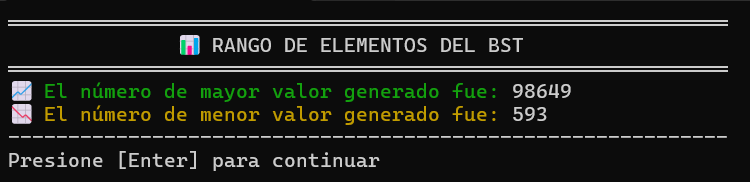 RANGO DE ELEMENTOS DEL BST
El número de mayor valor generado fue: 98649
El número de menor valor generado fue: 593
Presione [Enter] para continuar